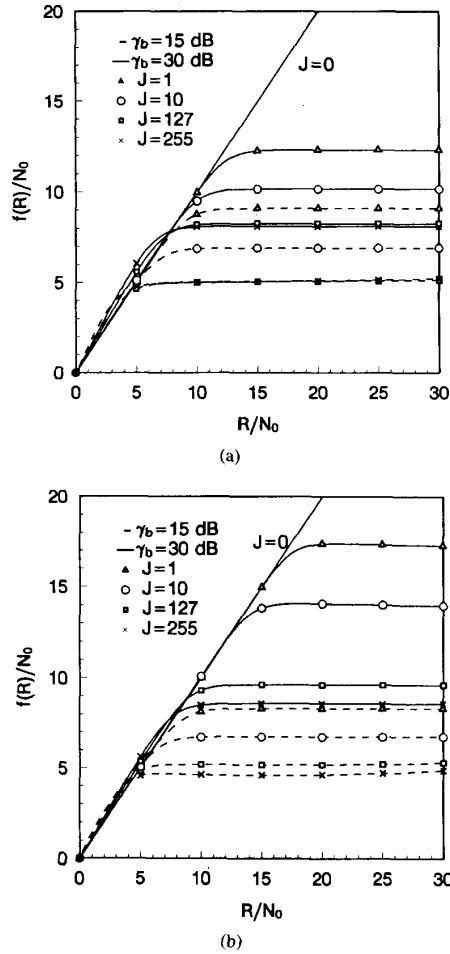 20
15
10
5
0
f(R)/N₀
- γb=15 dB
— γb=30 dB
▲ J=1
○ J=10
□ J=127
× J=255
J=0
0 5 10 15 20 25 30
R/N₀
(a)
20
15
10
5
0
f(R)/N₀
- γb=15 dB
— γb=30 dB
▲ J=1
○ J=10
□ J=127
× J=255
J=0
0 5 10 15 20 25 30
R/N₀
(b)